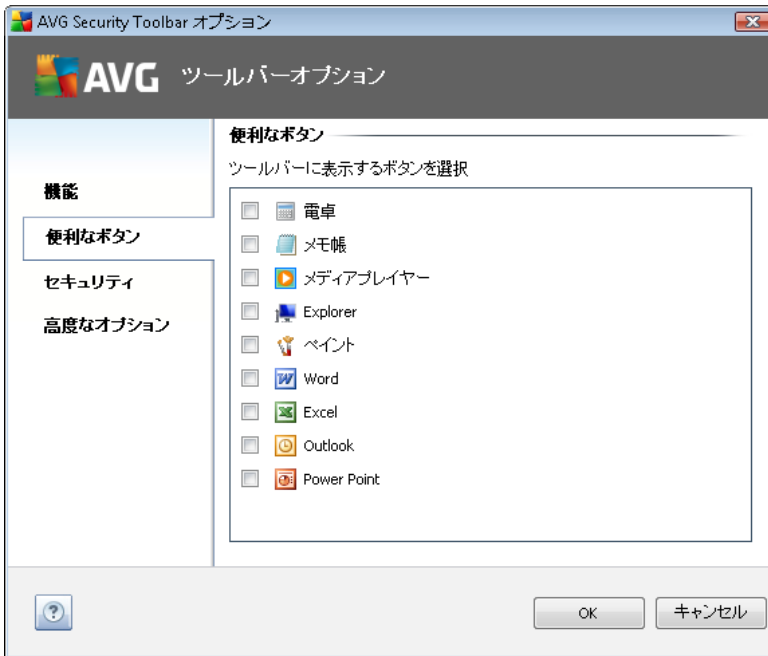 AVG Security Toolbar オプション
AVG ツールバーオプション
機能
便利なボタン
セキュリティ
高度なオプション
便利なボタン
ツールバーに表示するボタンを選択
電卓
メモ帳
メディアプレイヤー
Explorer
ペイント
Word
Excel
Outlook
Power Point
?
OK
キャンセル